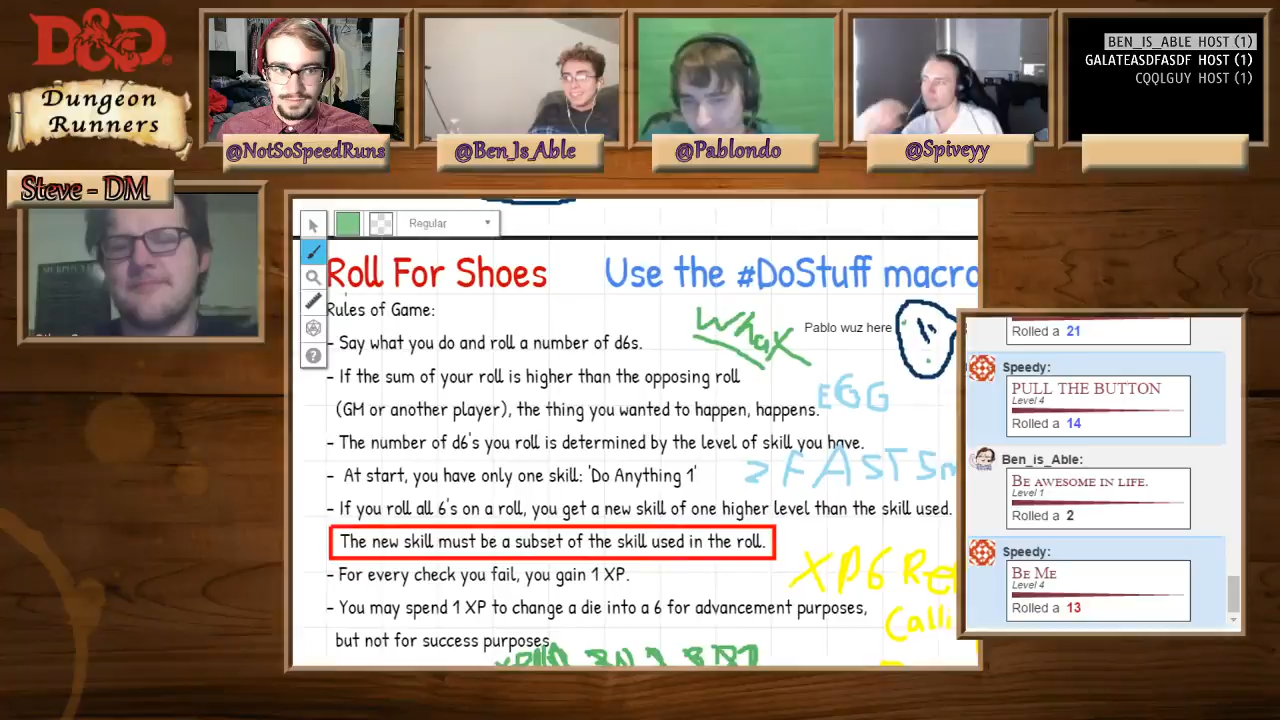 D&D
Dungeon
Runners
@NotSoSpeedRuns
@Ben_Is_Able
@Pablondo
@Spiveyy
BEN_IS_ABLE HOST (1)
GALATEASDFASDF HOST (1)
CQQLGUY HOST (1)
Steve - DM
Regular
Roll For Shoes
Use the #DoStuff macro
Rules of Game:
What
Pablo wuz here
- Say what you do and roll a number of d6s.
- If the sum of your roll is higher than the opposing roll
(GM or another player), the thing you wanted to happen, happens.
EGG
- The number of d6's you roll is determined by the level of skill you have.
- At start, you have only one skill: 'Do Anything 1'
2 FAST
- If you roll all 6's on a roll, you get a new skill of one higher level than the skill used.
The new skill must be a subset of the skill used in the roll.
- For every check you fail, you gain 1 XP.
XP6
- You may spend 1 XP to change a die into a 6 for advancement purposes,
but not for success purposes
Rolled a 21
Speedy:
PULL THE BUTTON
Level 4
Rolled a 14
Ben_is_Able:
BE AWESOME IN LIFE.
Level 1
Rolled a 2
Speedy:
BE ME
Level 4
Rolled a 13